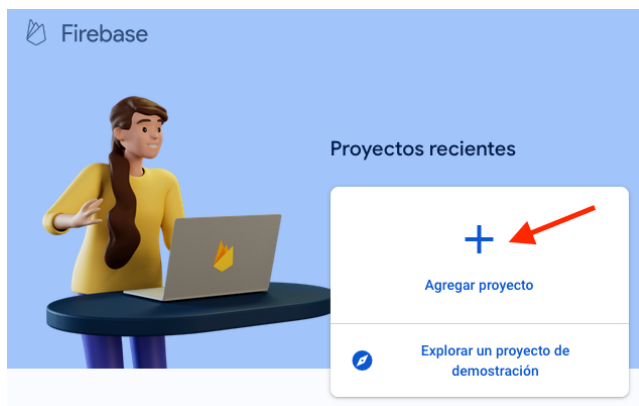 Firebase
Proyectos recientes
Agregar proyecto
Explorar un proyecto de
demostración